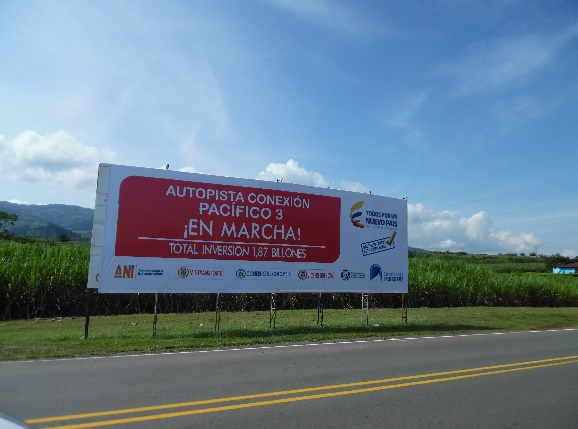 AUTOPISTA CONEXIÓN
PACÍFICO 3
¡EN MARCHA!
TOTAL INVERSIÓN 1,87 BILLONES
TODOS POR UN
NUEVO PAÍS
ANI